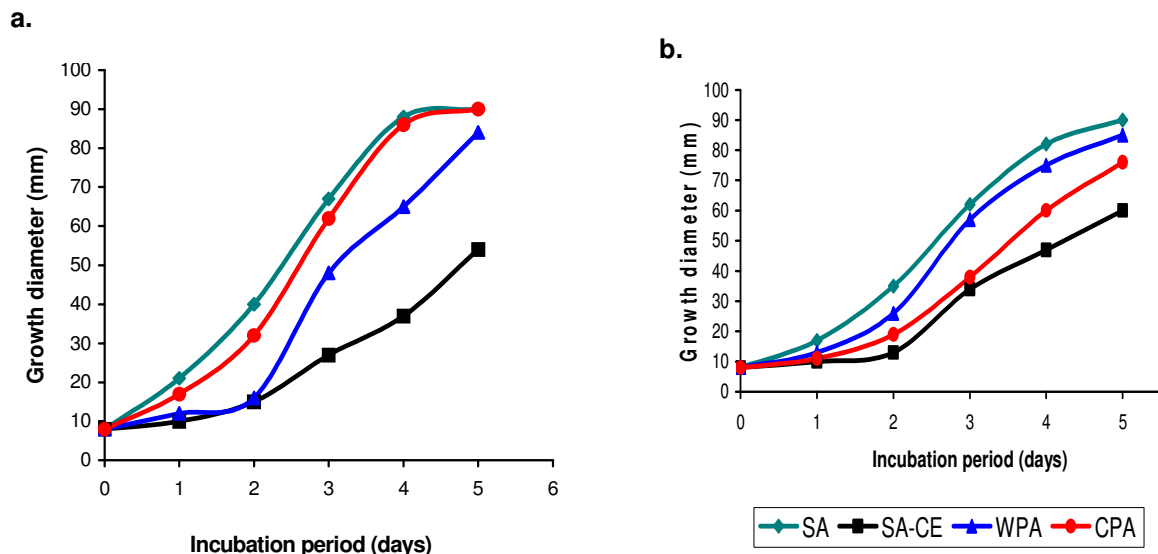 a.
100
90
80
70
60
50
40
30
20
10
0
Growth diameter (mm)
0 1 2 3 4 5 6
Incubation period (days)
b.
100
90
80
70
60
50
40
30
20
10
0
Growth diameter (mm)
0 1 2 3 4 5
Incubation period (days)
SA SA-CE WPA CPA